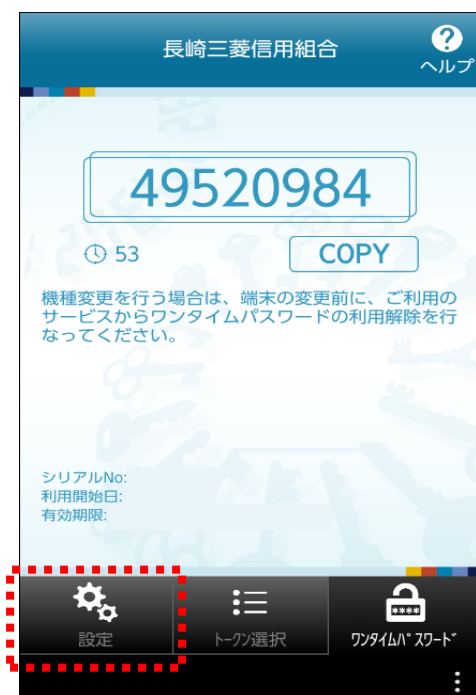 長崎三菱信用組合
?
ヘルプ
49520984
53
COPY
機種変更を行う場合は、端末の変更前に、ご利用の
サービスからワンタイムパスワードの利用解除を行
なってください。
シリアルNo:
利用開始日:
有効期限:
設定
トークン選択
****
ワンタイムパスワード